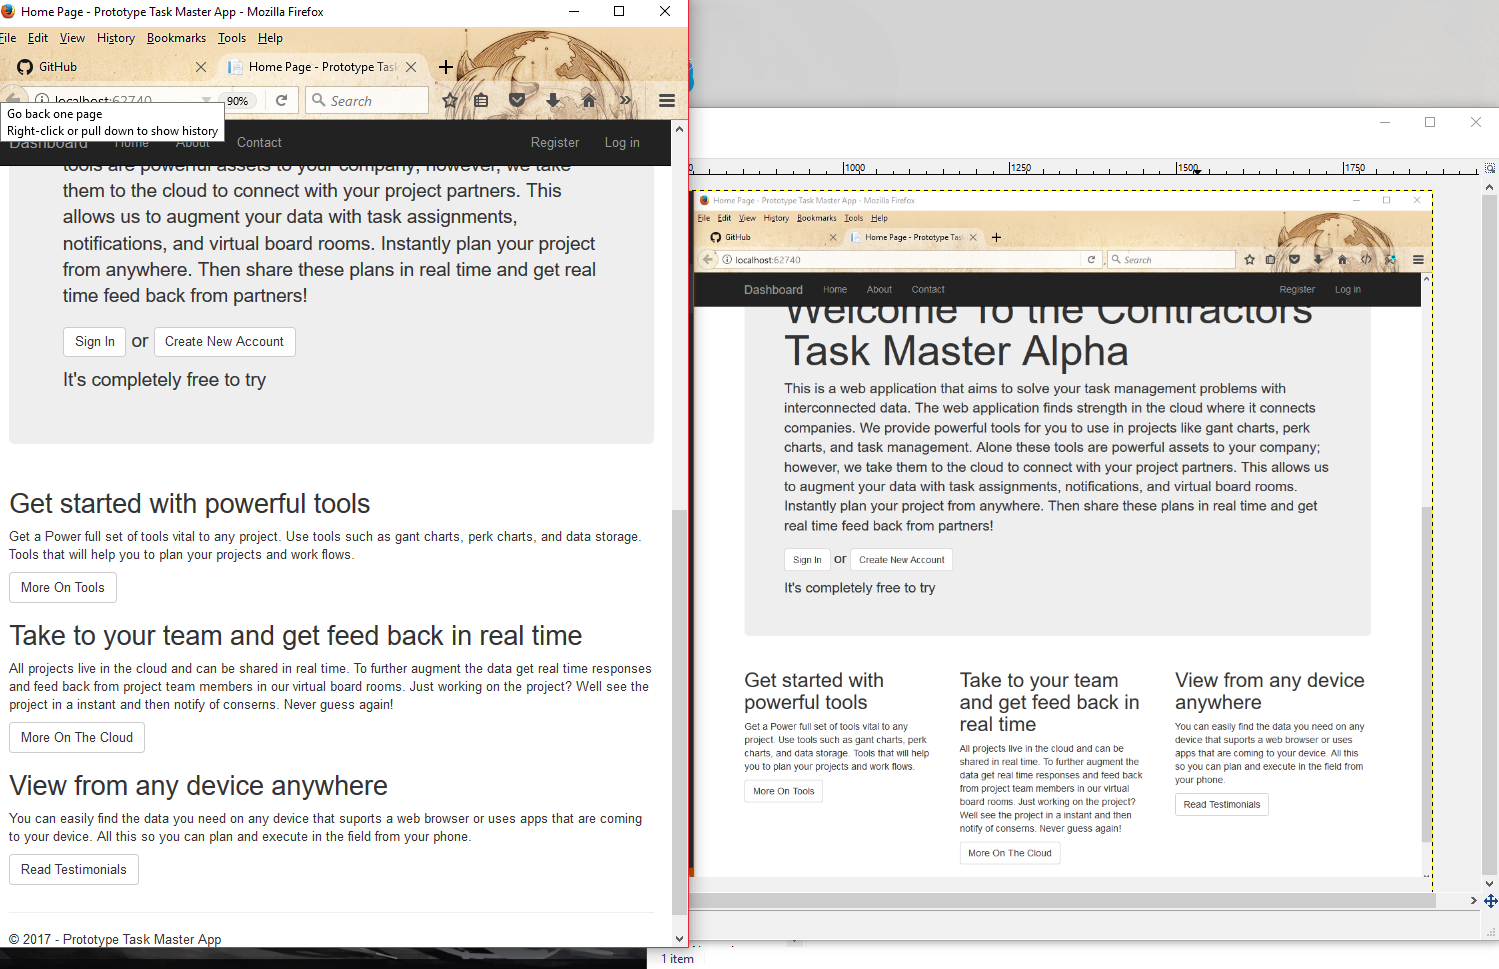 Home Page - Prototype Task Master App - Mozilla Firefox
File Edit View History Bookmarks Tools Help
GitHub
Home Page - Prototype Tas
localhost:62740
90%
Search
Go back one page
Right-click or pull down to show history
Dashboard Home About Contact Register Log in
tools are powerful assets to your company; however, we take
them to the cloud to connect with your project partners. This
allows us to augment your data with task assignments,
notifications, and virtual board rooms. Instantly plan your project
from anywhere. Then share these plans in real time and get real
time feed back from partners!
Sign In or Create New Account
It's completely free to try
Get started with powerful tools
Get a Power full set of tools vital to any project. Use tools such as gant charts, perk charts, and data storage.
Tools that will help you to plan your projects and work flows.
More On Tools
Take to your team and get feed back in real time
All projects live in the cloud and can be shared in real time. To further augment the data get real time responses
and feed back from project team members in our virtual board rooms. Just working on the project? Well see the
project in a instant and then notify of conserns. Never guess again!
More On The Cloud
View from any device anywhere
You can easily find the data you need on any device that suports a web browser or uses apps that are coming
to your device. All this so you can plan and execute in the field from your phone.
Read Testimonials
© 2017 - Prototype Task Master App
1000 1250 1500 1750
Home Page - Prototype Task Master App - Mozilla Firefox
File Edit View History Bookmarks Tools Help
GitHub
Home Page - Prototype Tas
localhost:62740
Search
Dashboard Home About Contact Register Log in
Welcome To the Contractors
Task Master Alpha
This is a web application that aims to solve your task management problems with
interconnected data. The web application finds strength in the cloud where it connects
companies. We provide powerful tools for you to use in projects like gant charts, perk
charts, and task management. Alone these tools are powerful assets to your company;
however, we take them to the cloud to connect with your project partners. This allows us
to augment your data with task assignments, notifications, and virtual board rooms.
Instantly plan your project from anywhere. Then share these plans in real time and get
real time feed back from partners!
Sign In or Create New Account
It's completely free to try
Get started with
powerful tools
Get a Power full set of tools vital to any
project. Use tools such as gant charts, perk
charts, and data storage. Tools that will help
you to plan your projects and work flows.
More On Tools
Take to your team
and get feed back in
real time
All projects live in the cloud and can be
shared in real time. To further augment the
data get real time responses and feed back
from project team members in our virtual
board rooms. Just working on the project?
Well see the project in a instant and then
notify of conserns. Never guess again!
More On The Cloud
View from any device
anywhere
You can easily find the data you need on any
device that suports a web browser or uses
apps that are coming to your device. All this
so you can plan and execute in the field from
your phone.
Read Testimonials
1 item